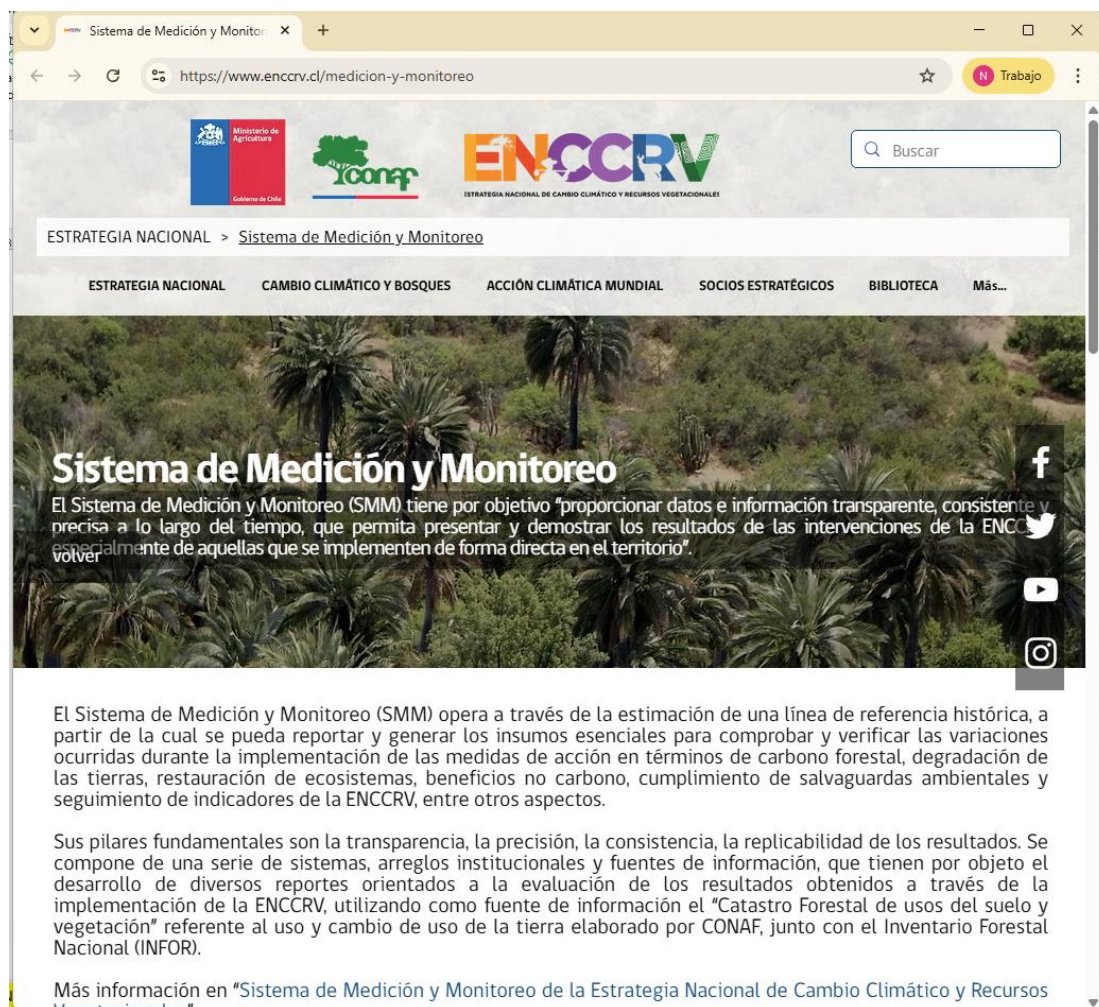 Sistema de Medición y Monitor
https://www.enccrv.cl/medicion-y-monitoreo
N Trabajo
Ministerio de
Agricultura
Gobierno de Chile
conaf
ENCCRV
ESTRATEGIA NACIONAL DE CAMBIO CLIMÁTICO Y RECURSOS VEGETACIONALES
Buscar
ESTRATEGIA NACIONAL > Sistema de Medición y Monitoreo
ESTRATEGIA NACIONAL CAMBIO CLIMÁTICO Y BOSQUES ACCIÓN CLIMÁTICA MUNDIAL SOCIOS ESTRATÉGICOS BIBLIOTECA Más...
Sistema de Medición y Monitoreo
El Sistema de Medición y Monitoreo (SMM) tiene por objetivo "proporcionar datos e información transparente, consistente y
precisa a lo largo del tiempo, que permita presentar y demostrar los resultados de las intervenciones de la ENCC
especialmente de aquellas que se implementen de forma directa en el territorio".
volver
El Sistema de Medición y Monitoreo (SMM) opera a través de la estimación de una línea de referencia histórica, a
partir de la cual se pueda reportar y generar los insumos esenciales para comprobar y verificar las variaciones
ocurridas durante la implementación de las medidas de acción en términos de carbono forestal, degradación de
las tierras, restauración de ecosistemas, beneficios no carbono, cumplimiento de salvaguardas ambientales y
seguimiento de indicadores de la ENCCRV, entre otros aspectos.
Sus pilares fundamentales son la transparencia, la precisión, la consistencia, la replicabilidad de los resultados. Se
compone de una serie de sistemas, arreglos institucionales y fuentes de información, que tienen por objeto el
desarrollo de diversos reportes orientados a la evaluación de los resultados obtenidos a través de la
implementación de la ENCCRV, utilizando como fuente de información el "Catastro Forestal de usos del suelo y
vegetación" referente al uso y cambio de uso de la tierra elaborado por CONAF, junto con el Inventario Forestal
Nacional (INFOR).
Más información en "Sistema de Medición y Monitoreo de la Estrategia Nacional de Cambio Climático y Recursos